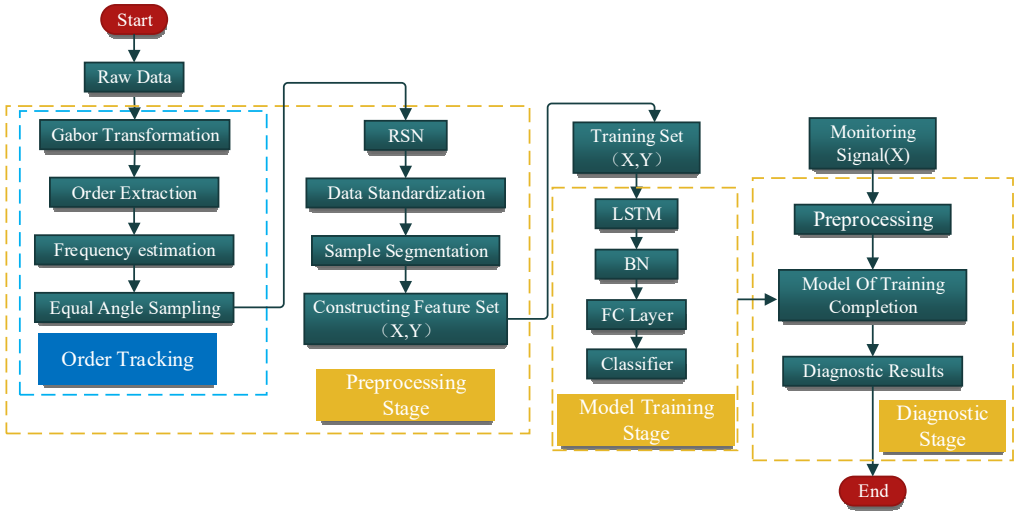 Start
Raw Data
Gabor Transformation
Order Extraction
Frequency estimation
Equal Angle Sampling
Order Tracking
RSN
Data Standardization
Sample Segmentation
Constructing Feature Set
（X,Y）
Preprocessing
Stage
Training Set
（X,Y）
LSTM
BN
FC Layer
Classifier
Model Training
Stage
Monitoring
Signal(X)
Preprocessing
Model Of Training
Completion
Diagnostic Results
Diagnostic
Stage
End